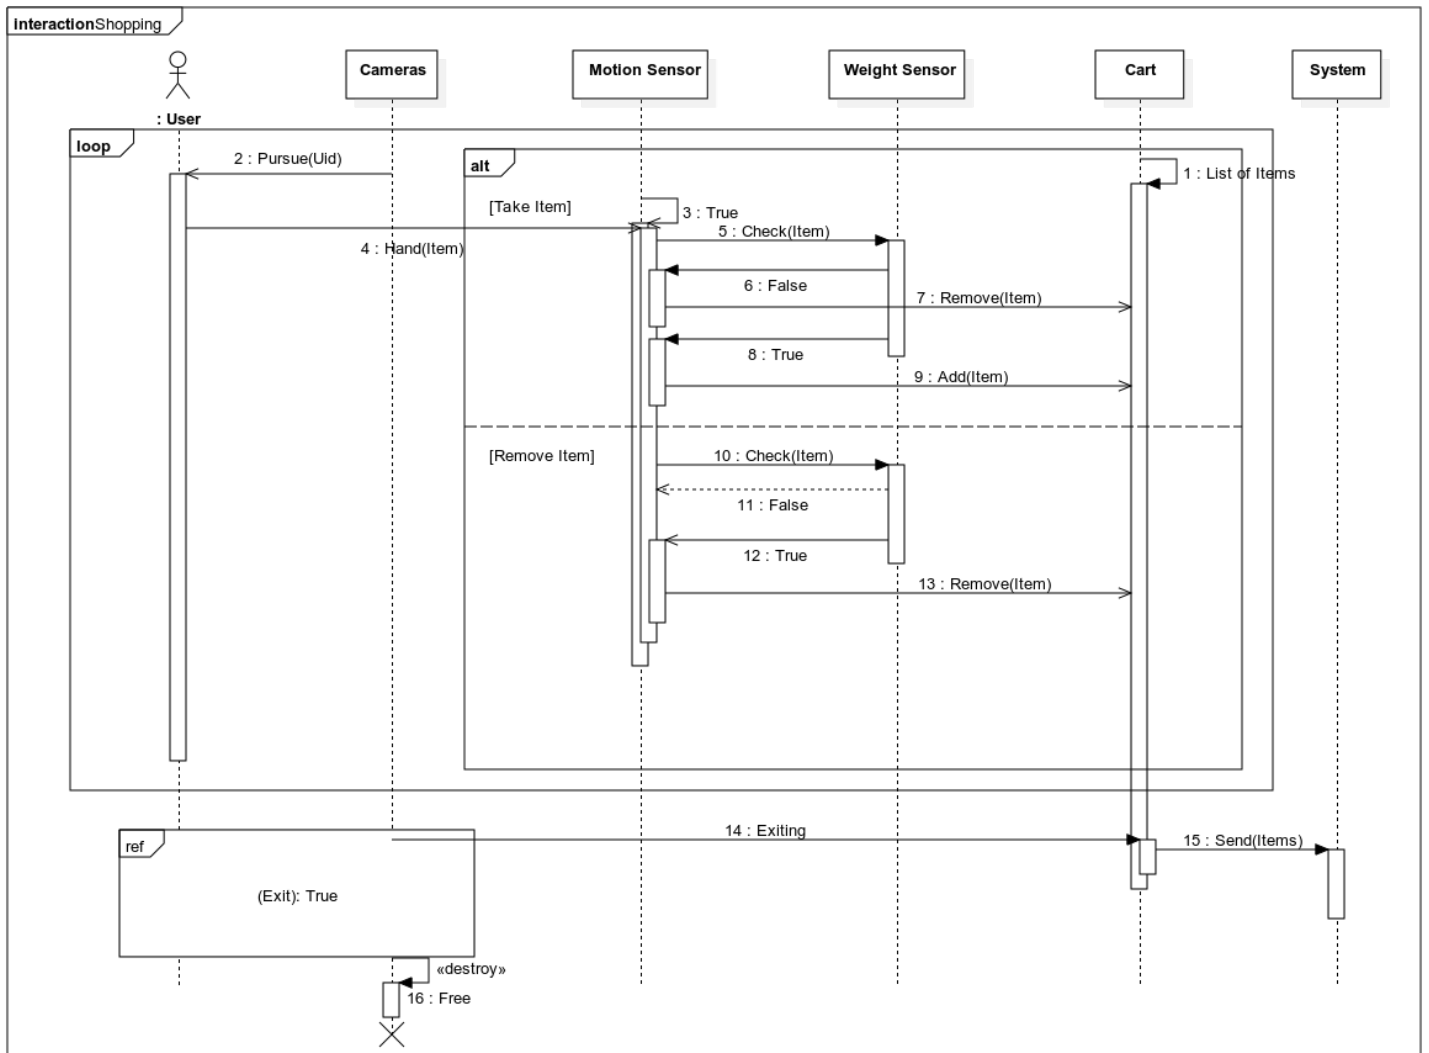 interactionShopping
Cameras
Motion Sensor
Weight Sensor
Cart
System
: User
loop
alt
2 : Pursue(Uid)
1 : List of Items
[Take Item]
3 : True
5 : Check(Item)
4 : Hand(Item)
6 : False
7 : Remove(Item)
8 : True
9 : Add(Item)
[Remove Item]
10 : Check(Item)
11 : False
12 : True
13 : Remove(Item)
14 : Exiting
15 : Send(Items)
ref
(Exit): True
«destroy»
16 : Free